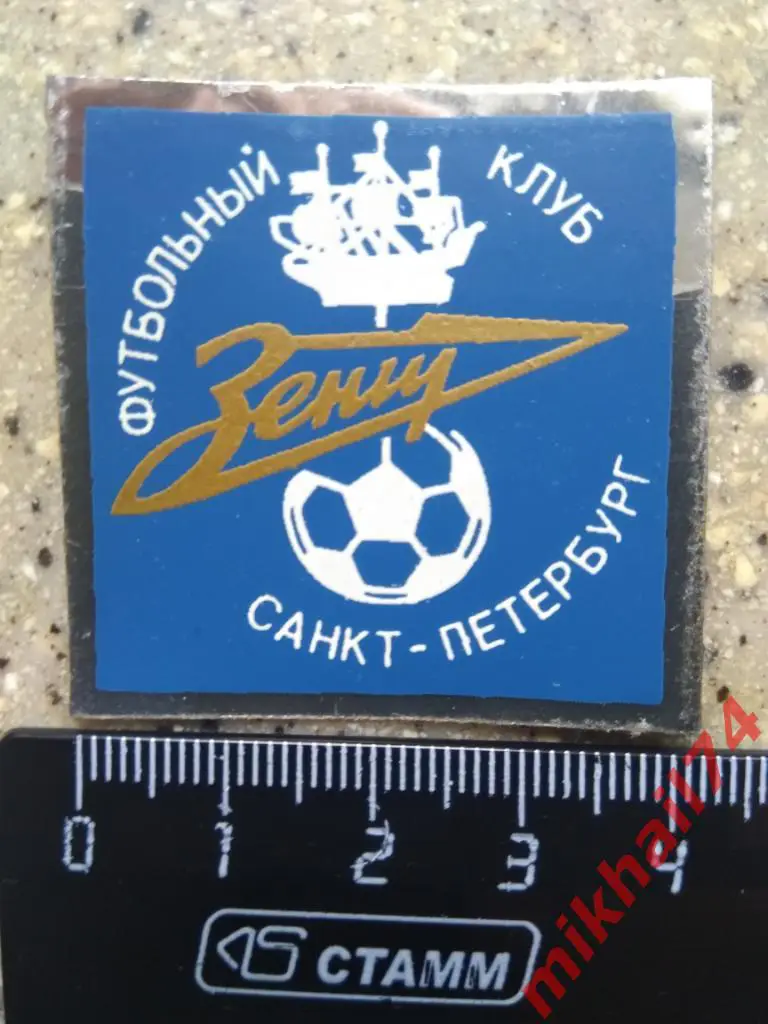 ФУТБОЛЬНЫЙ КЛУБ
Зенит
САНКТ-ПЕТЕРБУРГ
0 1 2 3 4
СТАММ
mikhail74